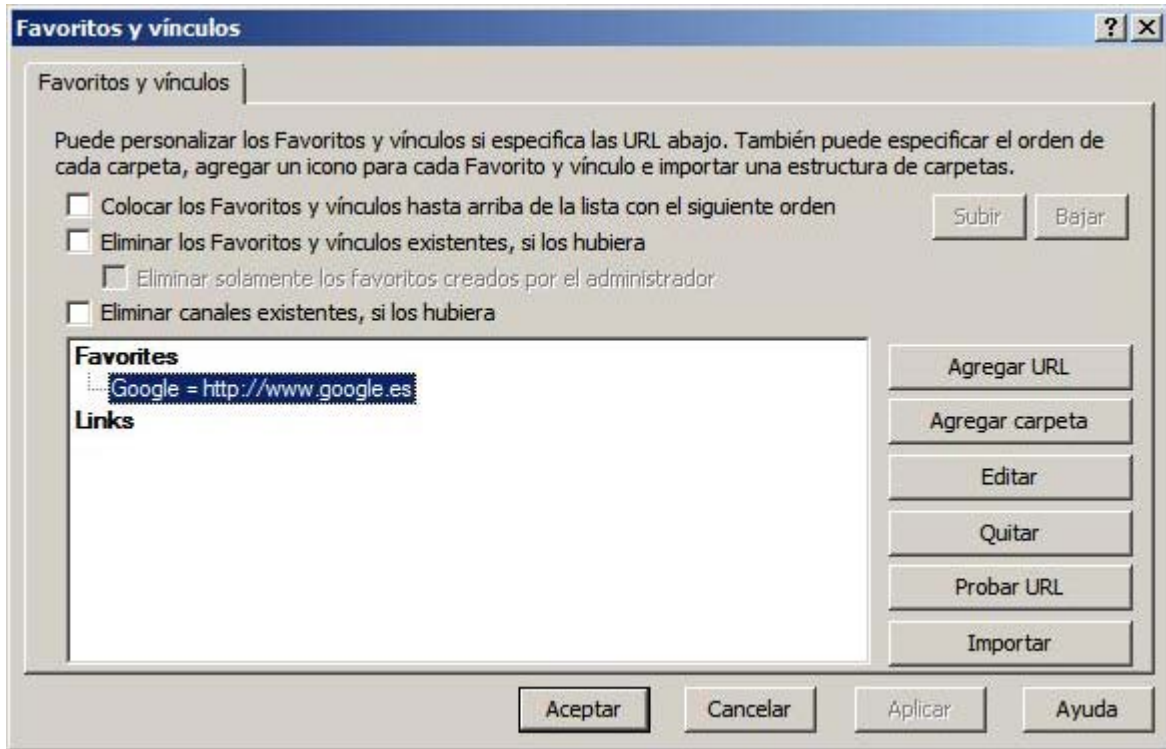 Favoritos y vínculos
Favoritos y vínculos
Puede personalizar los Favoritos y vínculos si especifica las URL abajo. También puede especificar el orden de
cada carpeta, agregar un icono para cada Favorito y vínculo e importar una estructura de carpetas.
Colocar los Favoritos y vínculos hasta arriba de la lista con el siguiente orden
Subir
Bajar
Eliminar los Favoritos y vínculos existentes, si los hubiera
Eliminar solamente los favoritos creados por el administrador
Eliminar canales existentes, si los hubiera
Favorites
Google = http://www.google.es
Links
Agregar URL
Agregar carpeta
Editar
Quitar
Probar URL
Importar
Aceptar
Cancelar
Aplicar
Ayuda